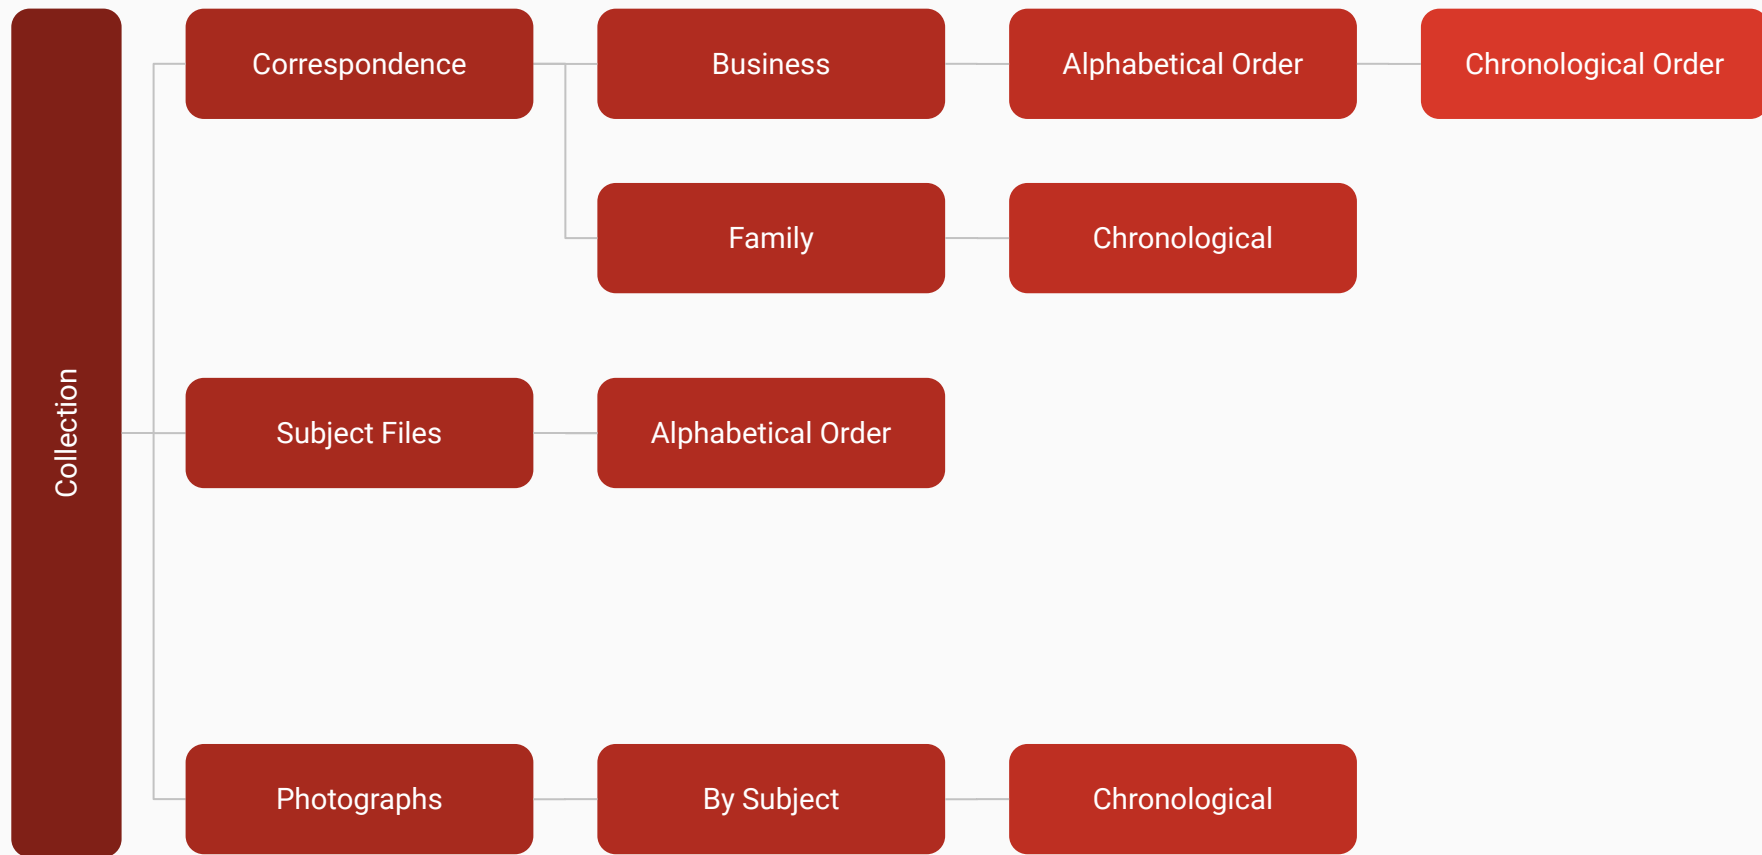 Collection
Correspondence
Business
Alphabetical Order
Chronological Order
Family
Chronological
Subject Files
Alphabetical Order
Photographs
By Subject
Chronological